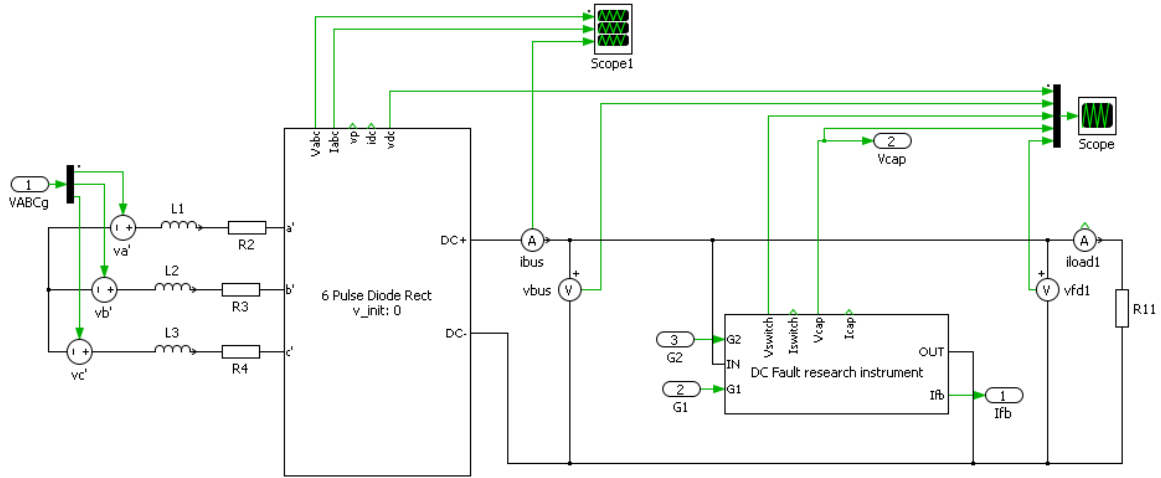 Scope1
Vabc
Iabc
vp
idc
vdc
2
Vcap
Scope
1
VABCg
va'
L1
R2
a'
DC+
A
ibus
A
iload1
vb'
L2
R3
b'
6 Pulse Diode Rect
v_init: 0
vbus
V
+
V
+
vfd1
R11
vc'
L3
R4
c'
DC-
Vswitch
Iswitch
Vcap
Icap
3
G2
G2
IN
OUT
DC Fault research instrument
2
G1
G1
Ifb
1
Ifb